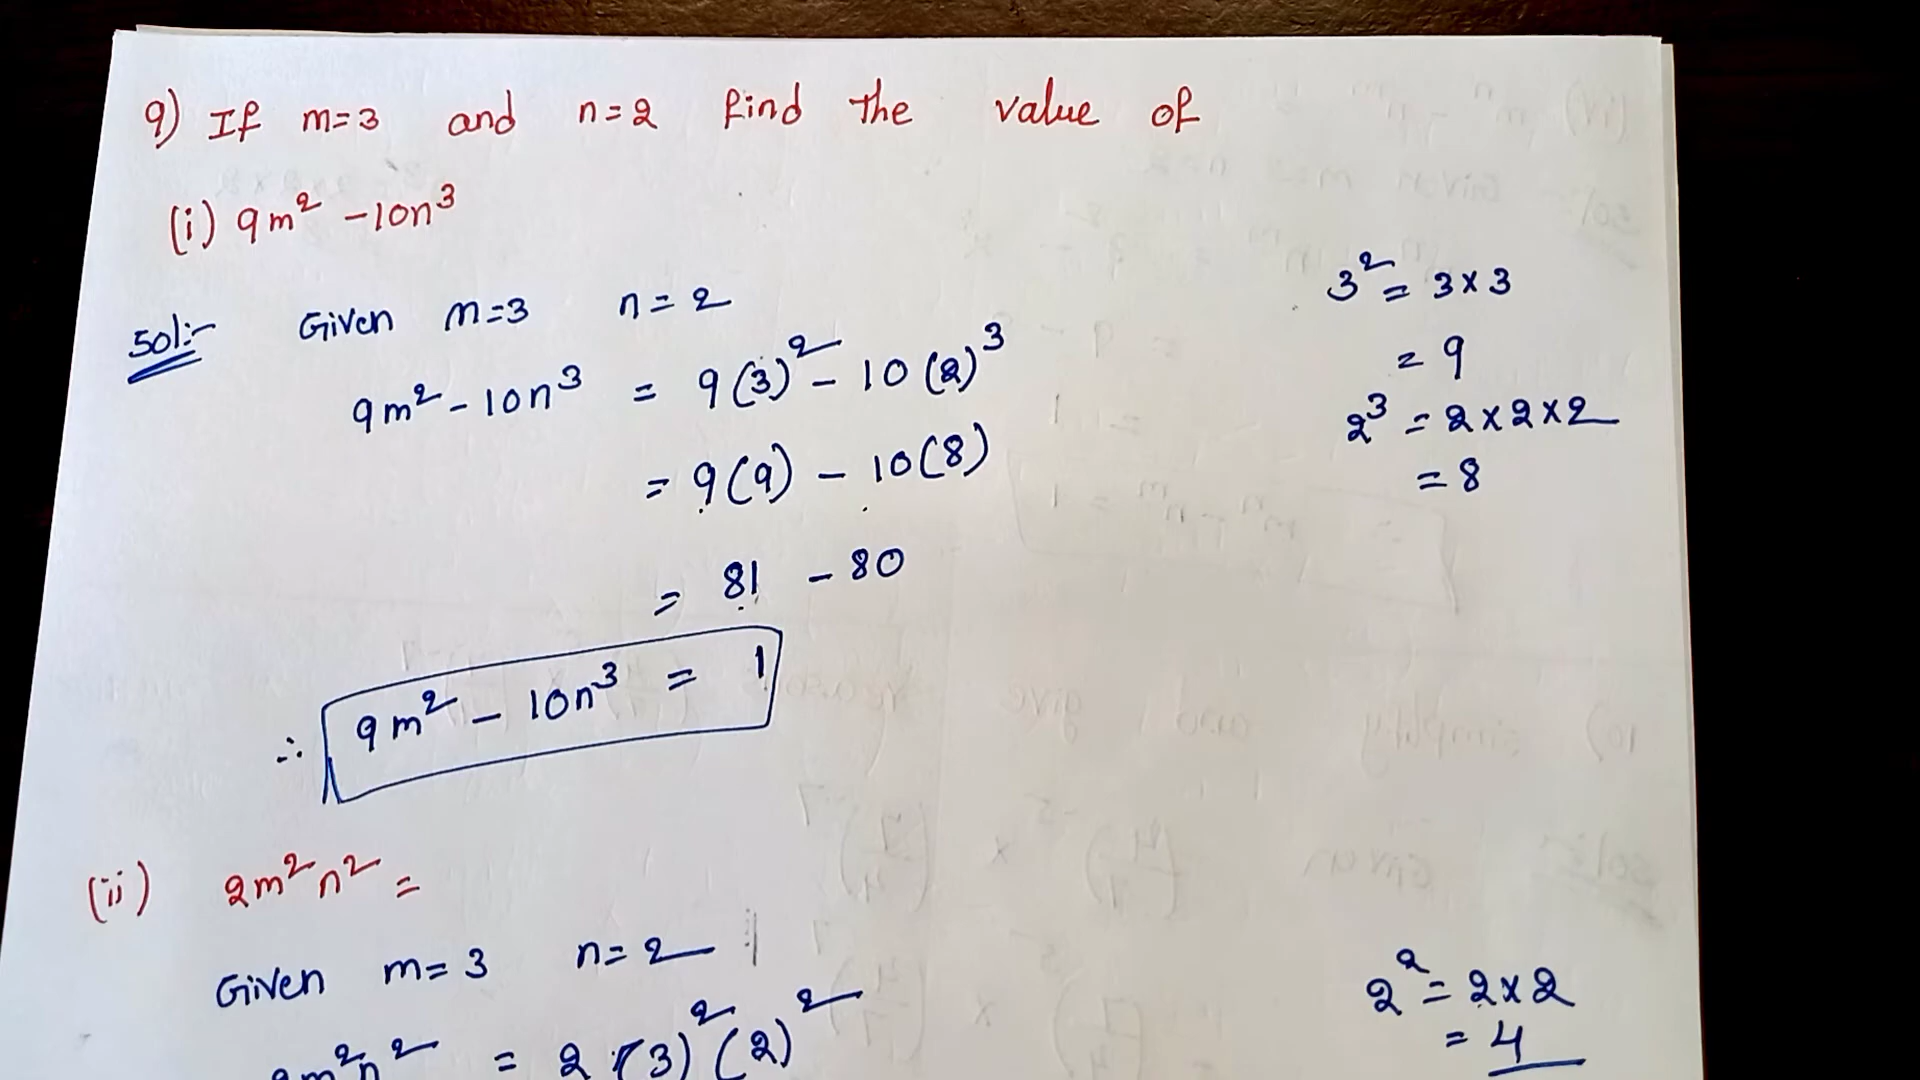 9) If m=3 and n=2 find the value of
(i) 9m² -10n³
Sol:- Given m=3 n=2
9m² - 10n³ = 9(3)² - 10(2)³
= 9(9) - 10(8)
= 81 - 80
∴ 9m² - 10n³ = 1
3² = 3×3
= 9
2³ = 2×2×2
= 8
(ii) 2m²n² =
Given m=3 n=2
2m²n² = 2(3)²(2)²
2² = 2×2
= 4